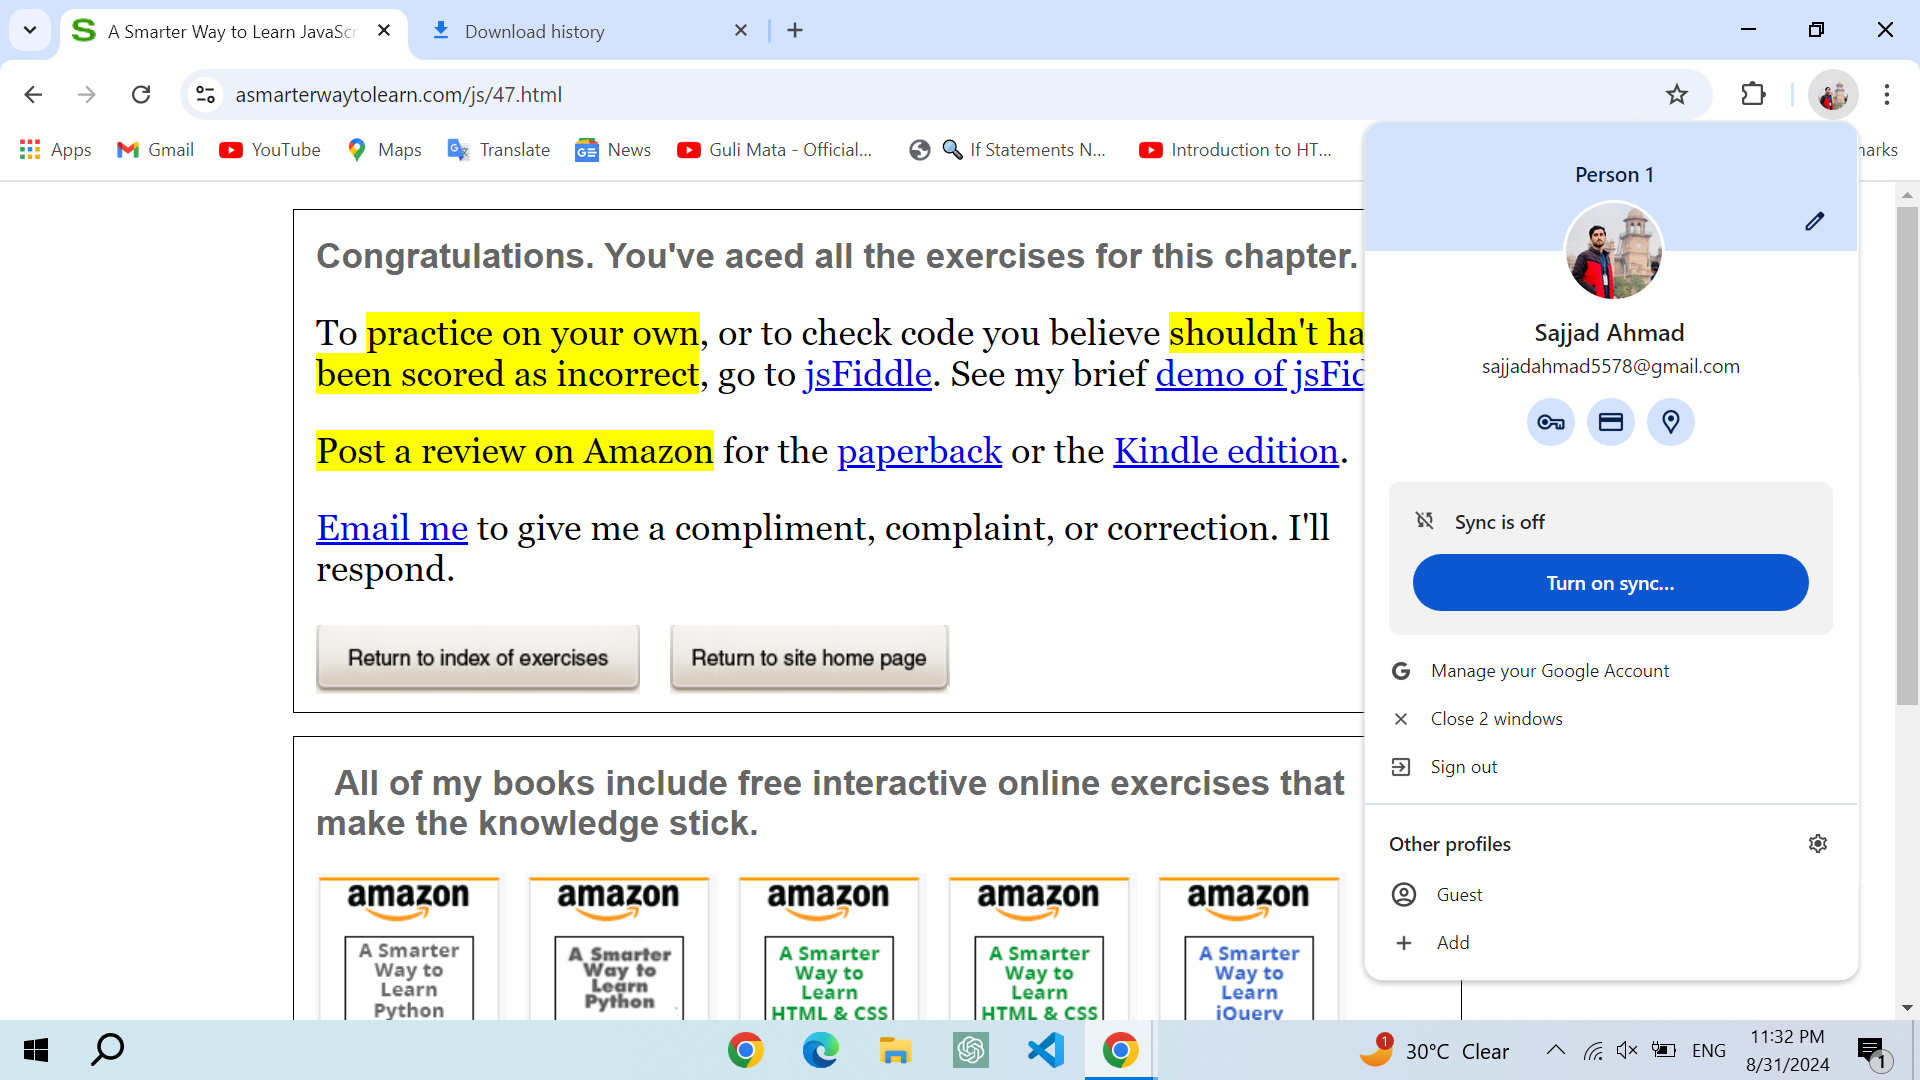 A Smarter Way to Learn JavaScr
Download history
asmarterwaytolearn.com/js/47.html
Apps
Gmail
YouTube
Maps
Translate
News
Guli Mata - Official...
If Statements N...
Introduction to HT...
Congratulations. You've aced all the exercises for this chapter.
To practice on your own, or to check code you believe shouldn't ha
been scored as incorrect, go to jsFiddle. See my brief demo of jsFid
Post a review on Amazon for the paperback or the Kindle edition.
Email me to give me a compliment, complaint, or correction. I'll
respond.
Return to index of exercises
Return to site home page
All of my books include free interactive online exercises that
make the knowledge stick.
amazon
A Smarter
Way to
Learn
Python
amazon
A Smarter
Way to
Learn
Python
amazon
A Smarter
Way to
Learn
HTML & CSS
amazon
A Smarter
Way to
Learn
HTML & CSS
amazon
A Smarter
Way to
Learn
jQuery
Person 1
Sajjad Ahmad
sajjadahmad5578@gmail.com
Sync is off
Turn on sync...
Manage your Google Account
Close 2 windows
Sign out
Other profiles
Guest
Add
1
30°C Clear
ENG
11:32 PM
8/31/2024
1